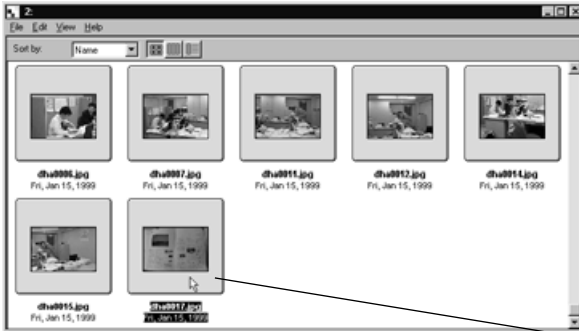 2:
File Edit View Help
Sort by: Name
dha0006.jpg dha0007.jpg dha0011.jpg dha0012.jpg dha0014.jpg
Fri, Jan 15, 1999 Fri, Jan 15, 1999 Fri, Jan 15, 1999 Fri, Jan 15, 1999 Fri, Jan 15, 1999
dha0015.jpg dha0017.jpg
Fri, Jan 15, 1999 Fri, Jan 15, 1999